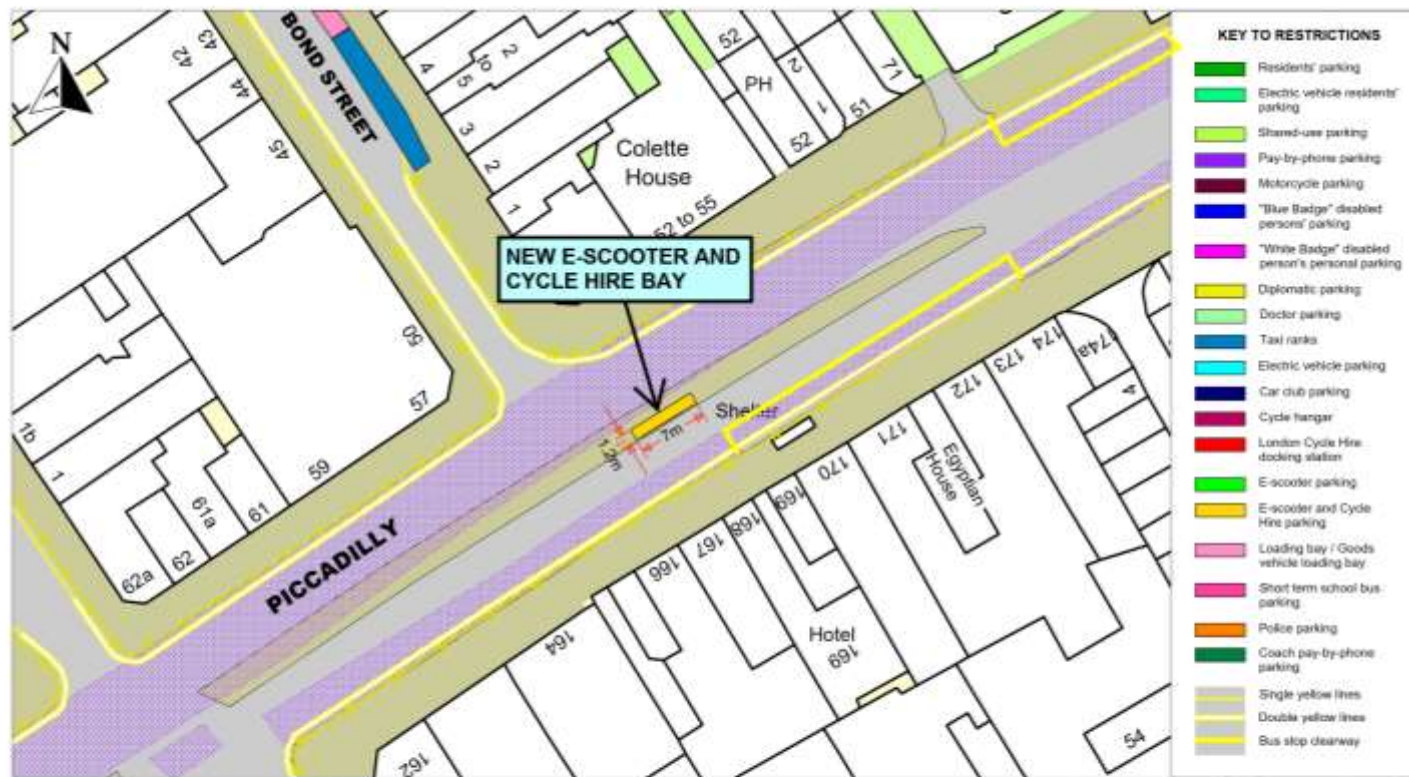 N
BOND STREET
43
42
44
45
50
57
59
61
61a
62
62a
1b
1
4
5 to 2
3
2
1
Colette
House
52 to 55
52
PH
2
1
52
51
71
NEW E-SCOOTER AND
CYCLE HIRE BAY
Shelter
7m
1.2m
PICCADILLY
174a
174
173
172
171
170
169
168
167
166
164
162
4
Egyptian
House
Hotel
169
54
KEY TO RESTRICTIONS
Residents' parking
Electric vehicle residents'
parking
Shared-use parking
Pay-by-phone parking
Motorcycle parking
"Blue Badge" disabled
persons' parking
"White Badge" disabled
person's personal parking
Diplomatic parking
Doctor parking
Taxi ranks
Electric vehicle parking
Car club parking
Cycle hangar
London Cycle Hire
docking station
E-scooter parking
E-scooter and Cycle
Hire parking
Loading bay / Goods
vehicle loading bay
Short term school bus
parking
Police parking
Coach pay-by-phone
parking
Single yellow lines
Double yellow lines
Bus stop clearway